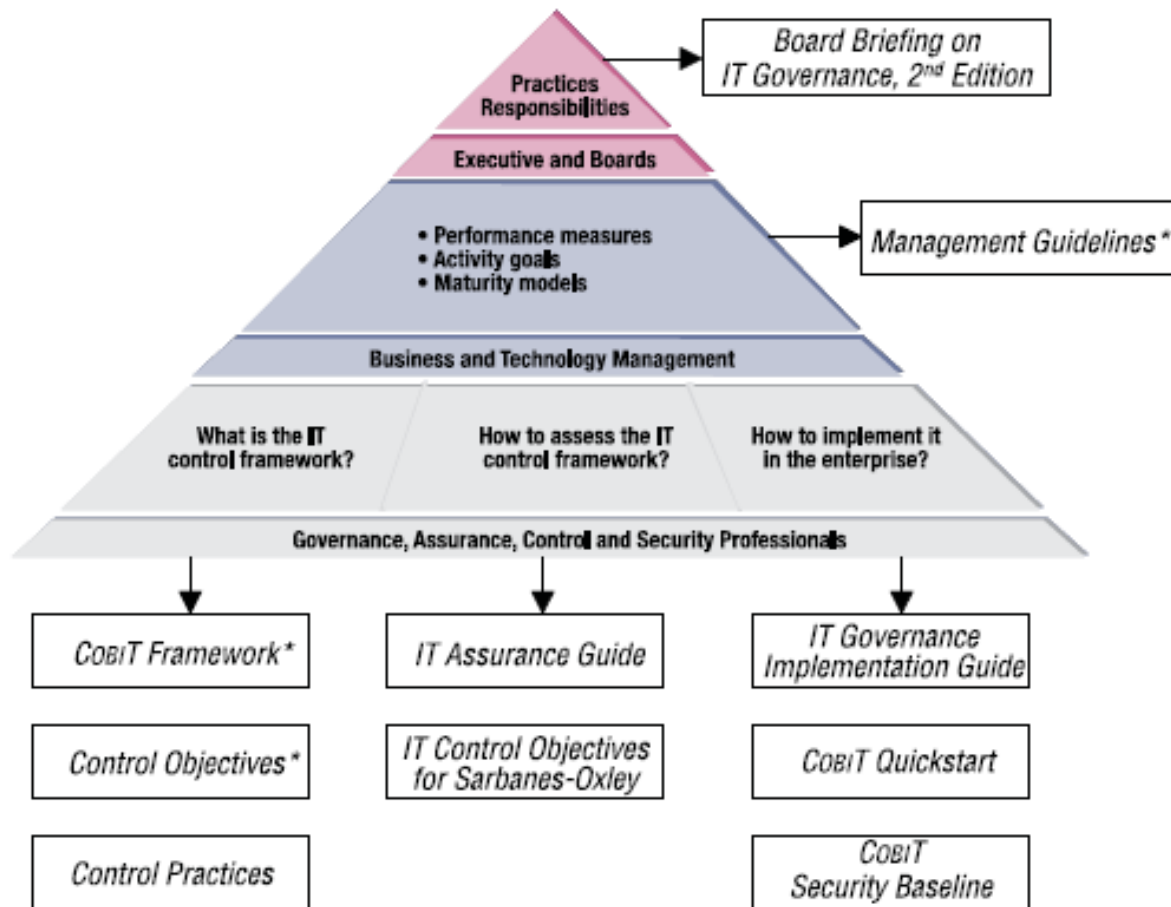 Board Briefing on
IT Governance, 2nd Edition
Practices
Responsibilities
Executive and Boards
• Performance measures
• Activity goals
• Maturity models
Management Guidelines*
Business and Technology Management
What is the IT
control framework?
How to assess the IT
control framework?
How to implement it
in the enterprise?
Governance, Assurance, Control and Security Professionals
COBIT Framework*
IT Assurance Guide
IT Governance
Implementation Guide
Control Objectives*
IT Control Objectives
for Sarbanes-Oxley
COBIT Quickstart
Control Practices
COBIT
Security Baseline